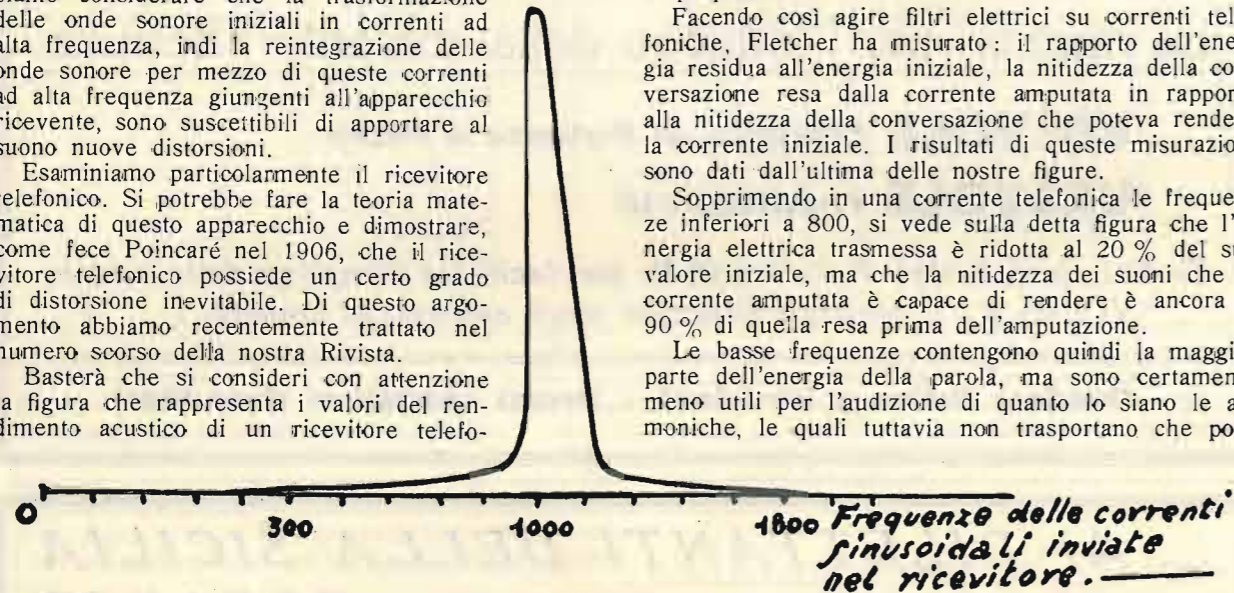 delle onde sonore iniziali in correnti ad
alta frequenza, indi la reintegrazione delle
onde sonore per mezzo di queste correnti
ad alta frequenza giungenti all'apparecchio
ricevente, sono suscettibili di apportare al
suono nuove distorsioni.
Esaminiamo particolarmente il ricevitore
telefonico. Si potrebbe fare la teoria mate-
matica di questo apparecchio e dimostrare,
come fece Poincaré nel 1906, che il rice-
vitore telefonico possiede un certo grado
di distorsione inevitabile. Di questo argo-
mento abbiamo recentemente trattato nel
numero scorso della nostra Rivista.
Basterà che si consideri con attenzione
la figura che rappresenta i valori del ren-
dimento acustico di un ricevitore telefo-
Facendo così agire filtri elettrici su correnti tel
foniche, Fletcher ha misurato: il rapporto dell'ene
gia residua all'energia iniziale, la nitidezza della co
versazione resa dalla corrente amputata in rappor
alla nitidezza della conversazione che poteva rende
la corrente iniziale. I risultati di queste misurazio
sono dati dall'ultima delle nostre figure.
Sopprimendo in una corrente telefonica le freque
ze inferiori a 800, si vede sulla detta figura che l'
nergia elettrica trasmessa è ridotta al 20 % del s
valore iniziale, ma che la nitidezza dei suoni che
corrente amputata è capace di rendere è ancora
90 % di quella resa prima dell'amputazione.
Le basse frequenze contengono quindi la maggi
parte dell'energia della parola, ma sono certamen
meno utili per l'audizione di quanto lo siano le a
moniche, le quali tuttavia non trasportano che po
0 300 1000 1800 Frequenze delle correnti
sinusoidali inviate
nel ricevitore.